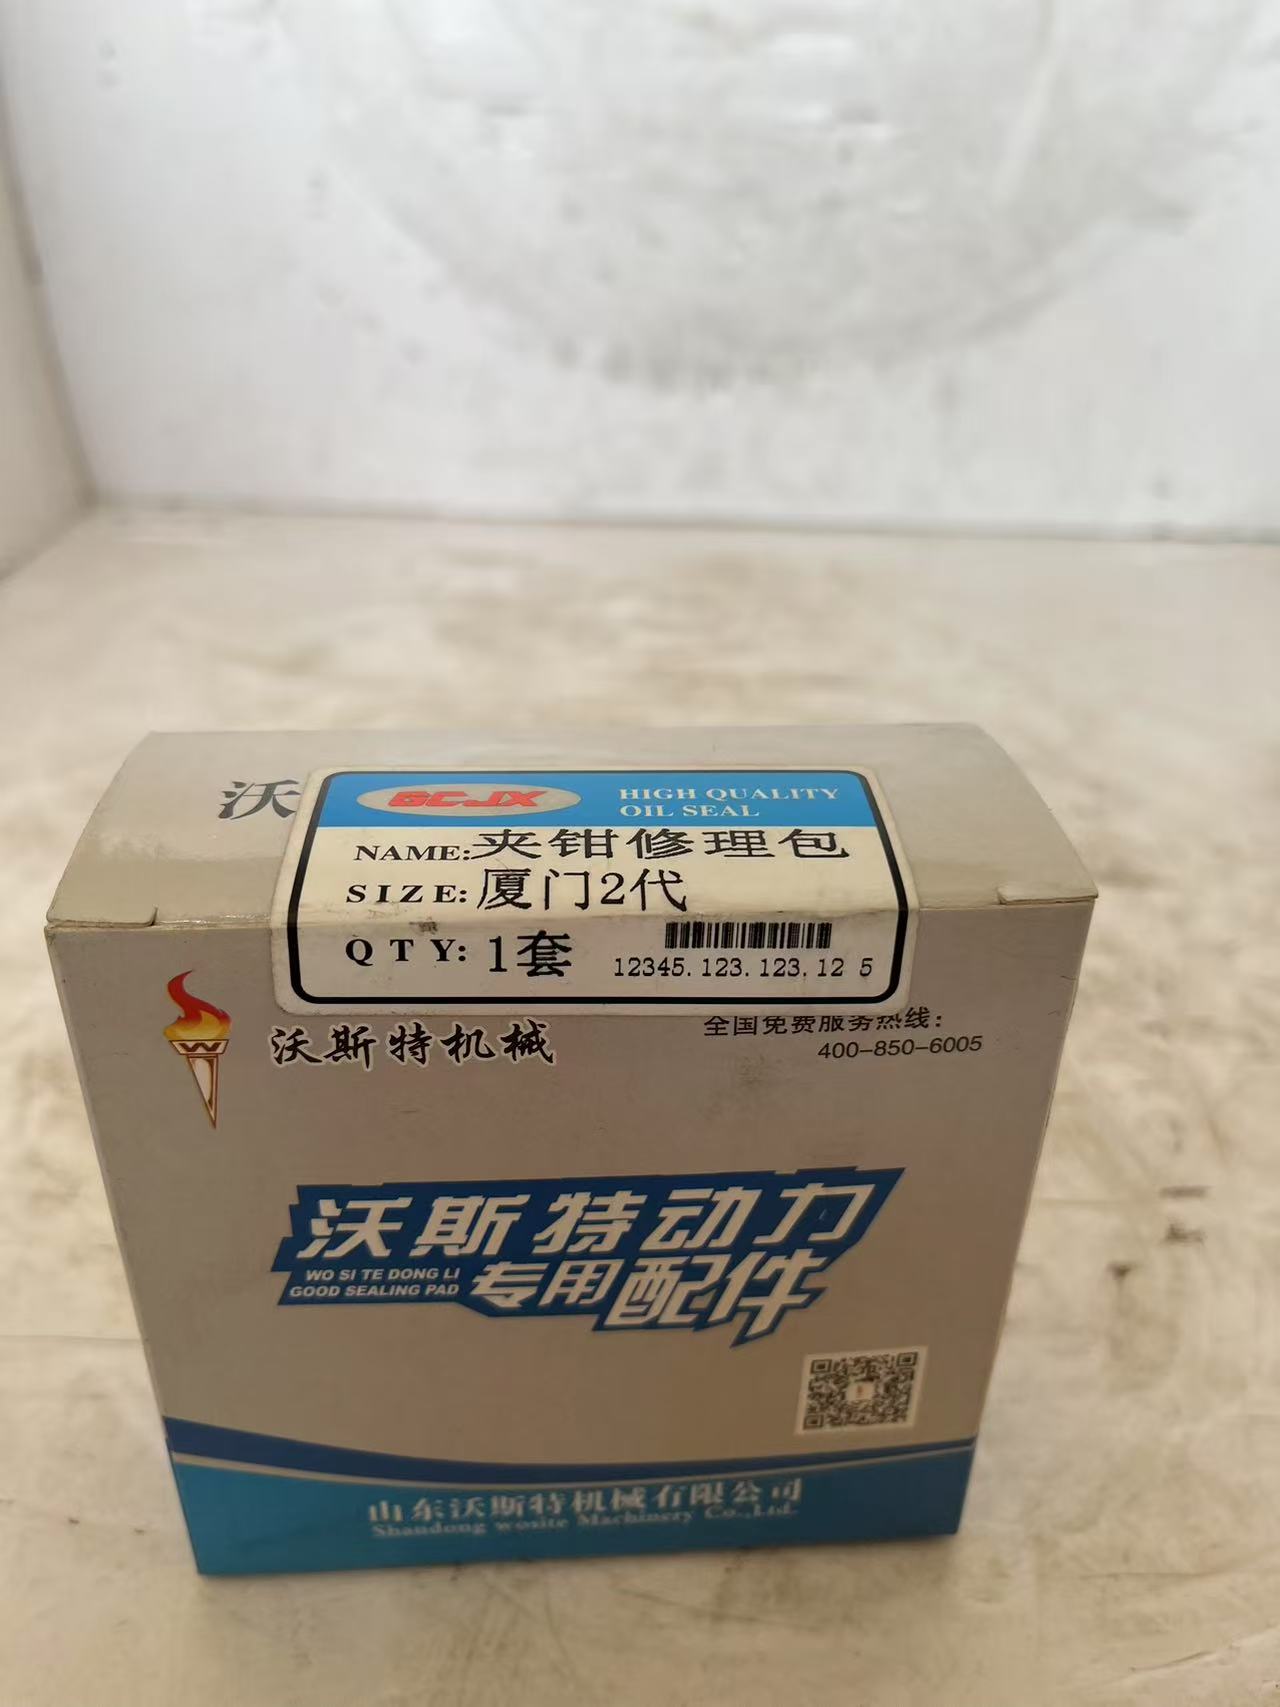 沃
GCJX
HIGH QUALITY
OIL SEAL
NAME:夹钳修理包
SIZE:厦门2代
QTY:1套
12345.123.123.12 5
W
沃斯特机械
全国免费服务热线:
400-850-6005
沃斯特动力
WO SI TE DONG LI
GOOD SEALING PAD
专用配件
山东沃斯特机械有限公司
Shandong wosite Machinery Co.,Ltd.